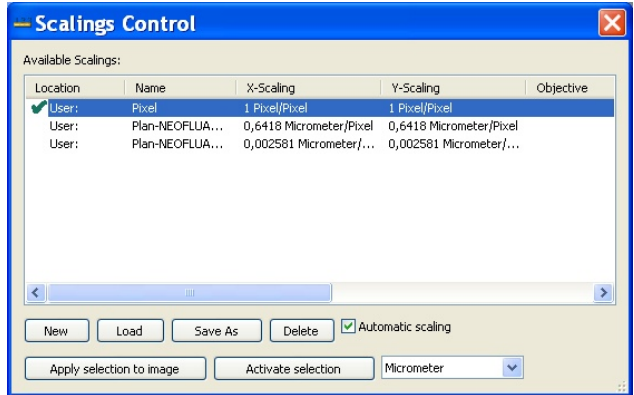 Scalings Control
Available Scalings:
Location Name X-Scaling Y-Scaling Objective
User: Pixel 1 Pixel/Pixel 1 Pixel/Pixel
User: Plan-NEOFLUA... 0,6418 Micrometer/Pixel 0,6418 Micrometer/Pixel
User: Plan-NEOFLUA... 0,002581 Micrometer/... 0,002581 Micrometer/...
New Load Save As Delete Automatic scaling
Apply selection to image Activate selection Micrometer